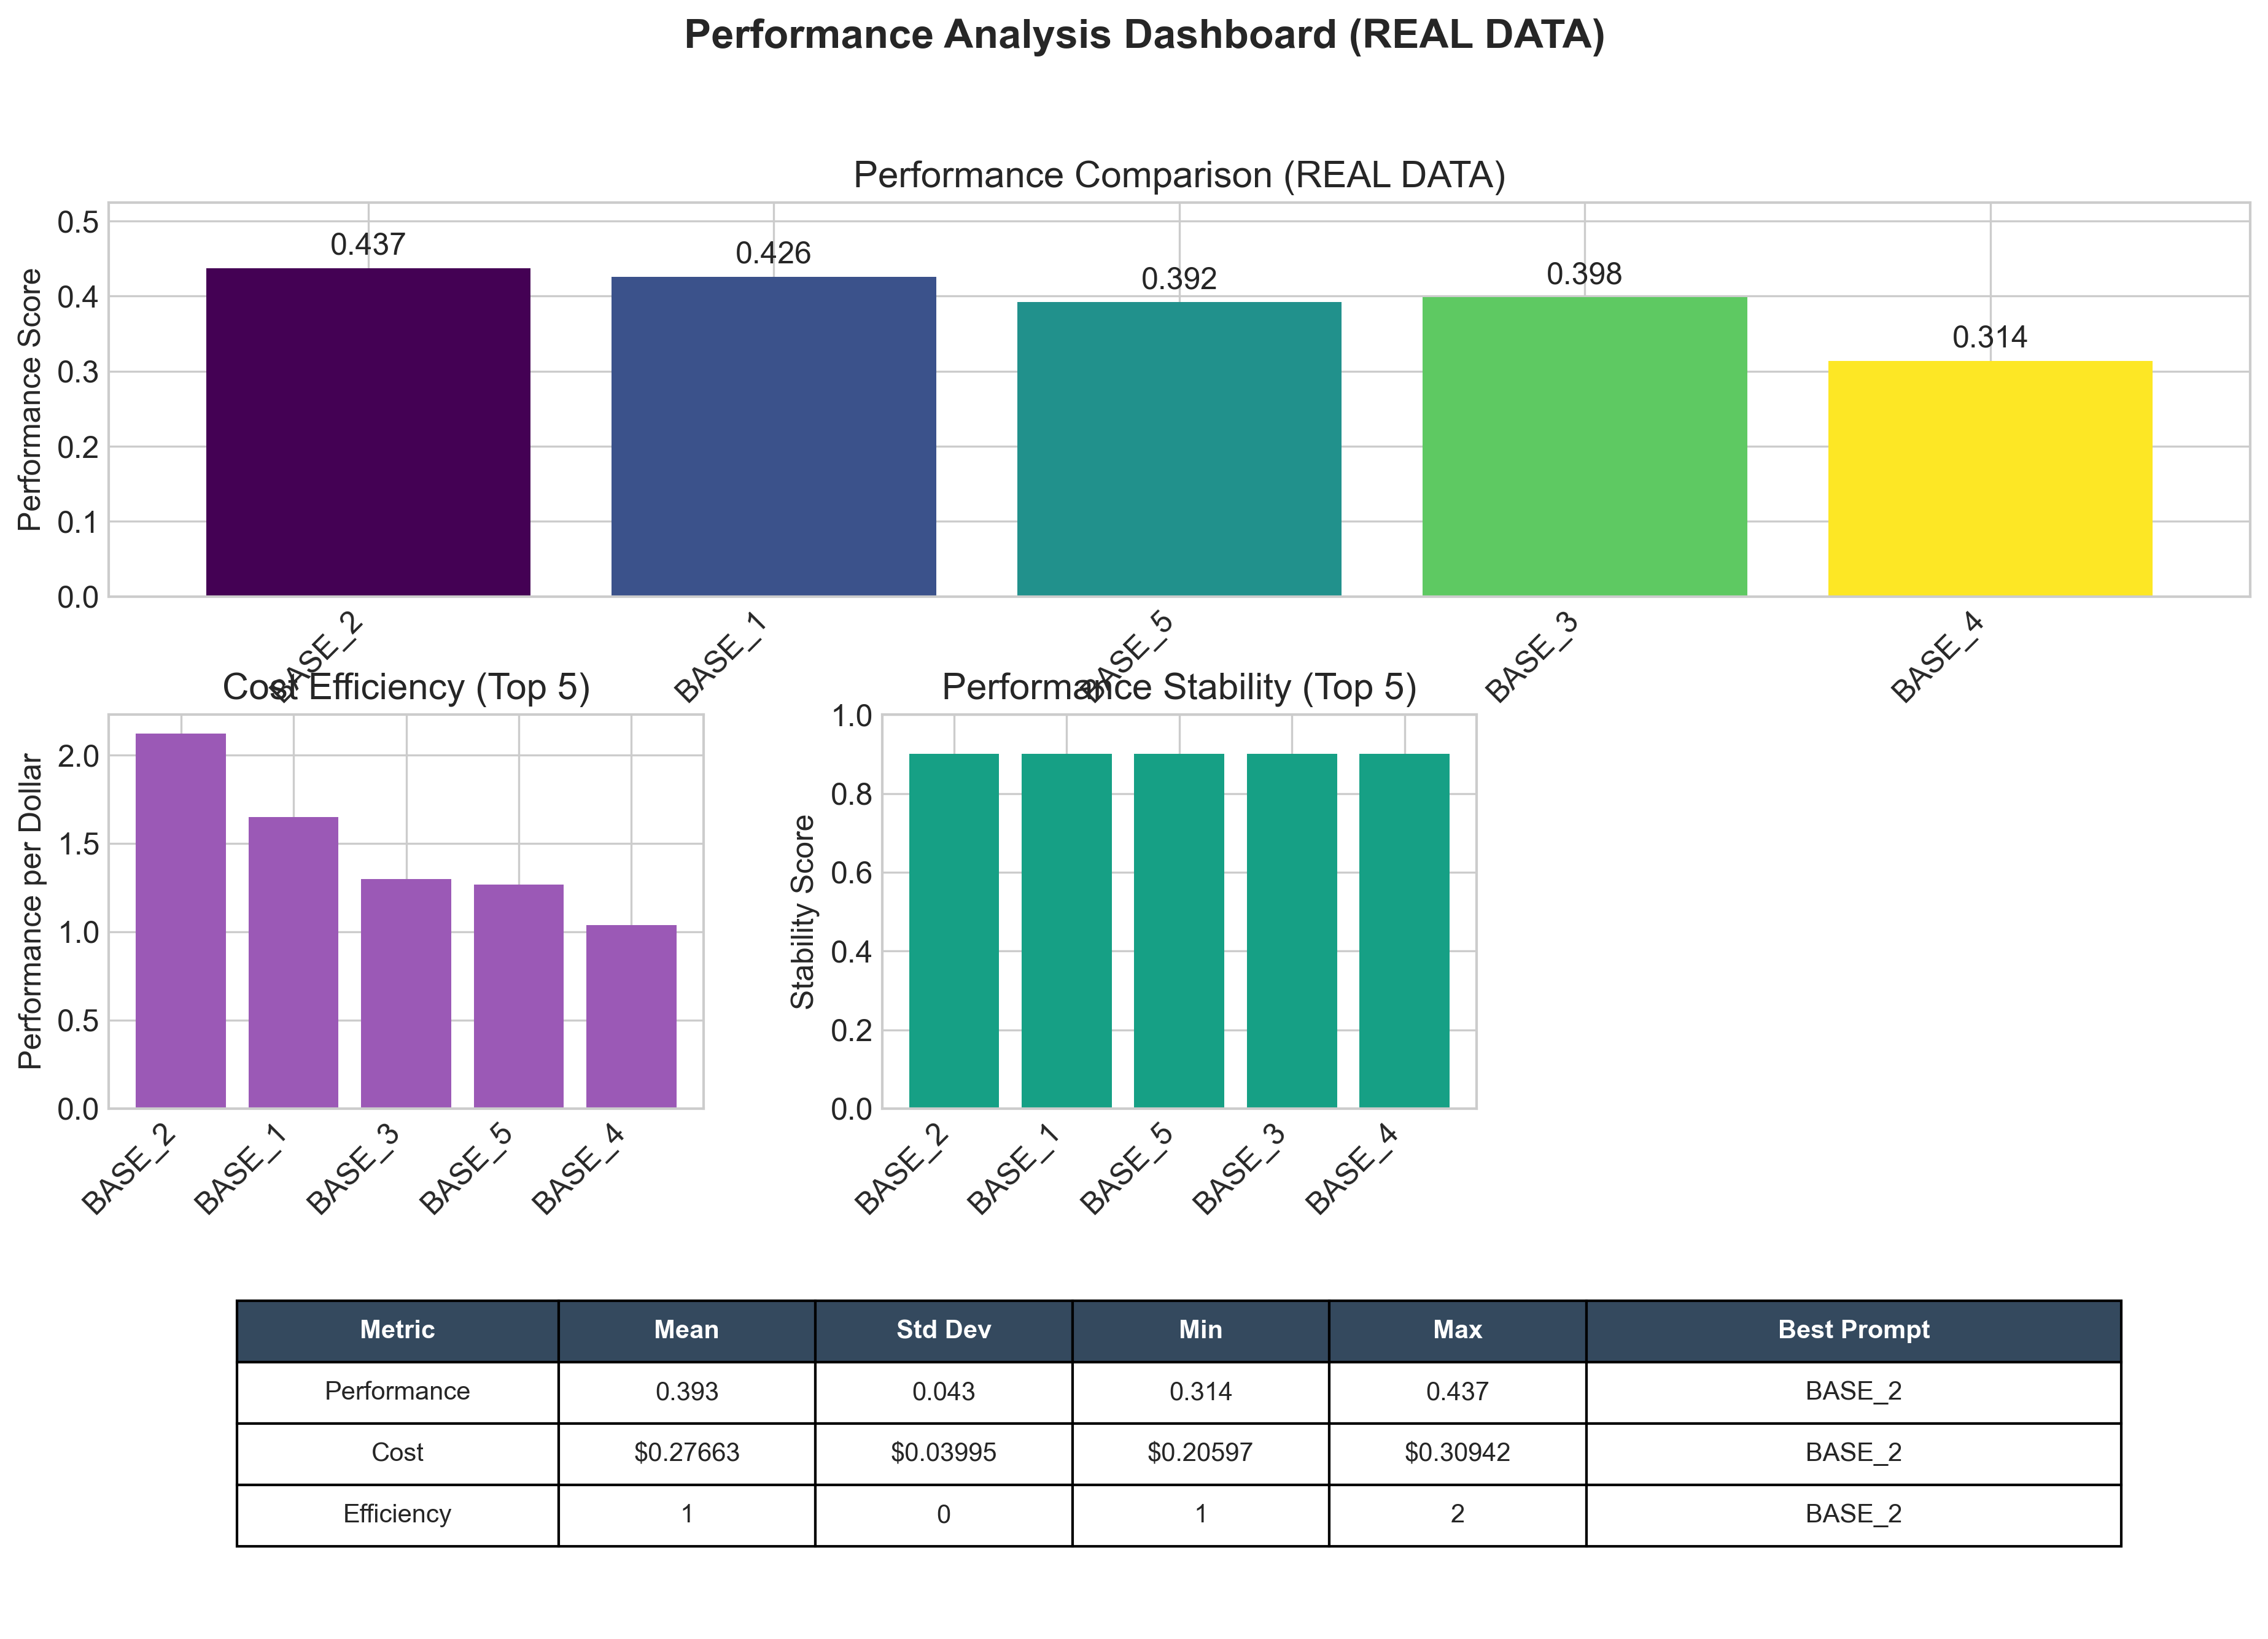 Performance Analysis Dashboard (REAL DATA)
Performance Comparison (REAL DATA)
Performance Score
0.5
0.4
0.3
0.2
0.1
0.0
0.437
0.426
0.392
0.398
0.314
BASE_2
BASE_1
BASE_5
BASE_3
BASE_4
Cost Efficiency (Top 5)
Performance per Dollar
2.0
1.5
1.0
0.5
0.0
BASE_2
BASE_1
BASE_3
BASE_5
BASE_4
Performance Stability (Top 5)
Stability Score
1.0
0.8
0.6
0.4
0.2
0.0
BASE_2
BASE_1
BASE_5
BASE_3
BASE_4
Metric Mean Std Dev Min Max Best Prompt
Performance 0.393 0.043 0.314 0.437 BASE_2
Cost $0.27663 $0.03995 $0.20597 $0.30942 BASE_2
Efficiency 1 0 1 2 BASE_2